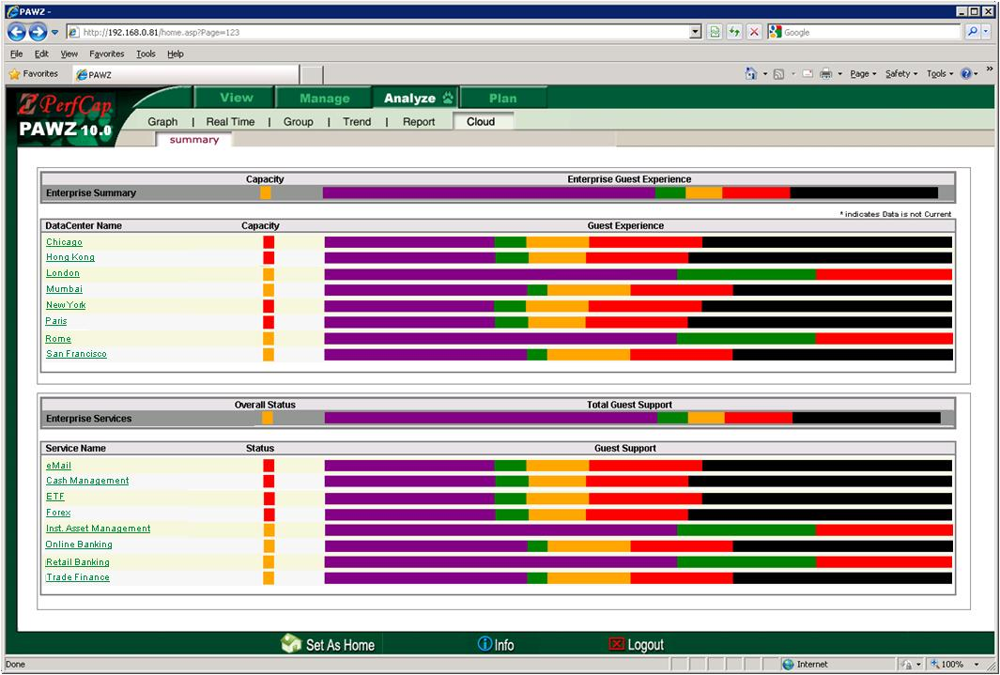 PAWZ -
http://192.168.0.81/home.asp?Page=123
Google
File Edit View Favorites Tools Help
Favorites PAWZ Page Safety Tools
PerfCap
PAWZ 10.0
View Manage Analyze Plan
Graph | Real Time | Group | Trend | Report Cloud
summary
Capacity Enterprise Guest Experience
Enterprise Summary
* indicates Data is not Current
DataCenter Name Capacity Guest Experience
Chicago
Hong Kong
London
Mumbai
New York
Paris
Rome
San Francisco
Overall Status Total Guest Support
Enterprise Services
Service Name Status Guest Support
eMail
Cash Management
ETF
Forex
Inst. Asset Management
Online Banking
Retail Banking
Trade Finance
Set As Home Info Logout
Done Internet 100%